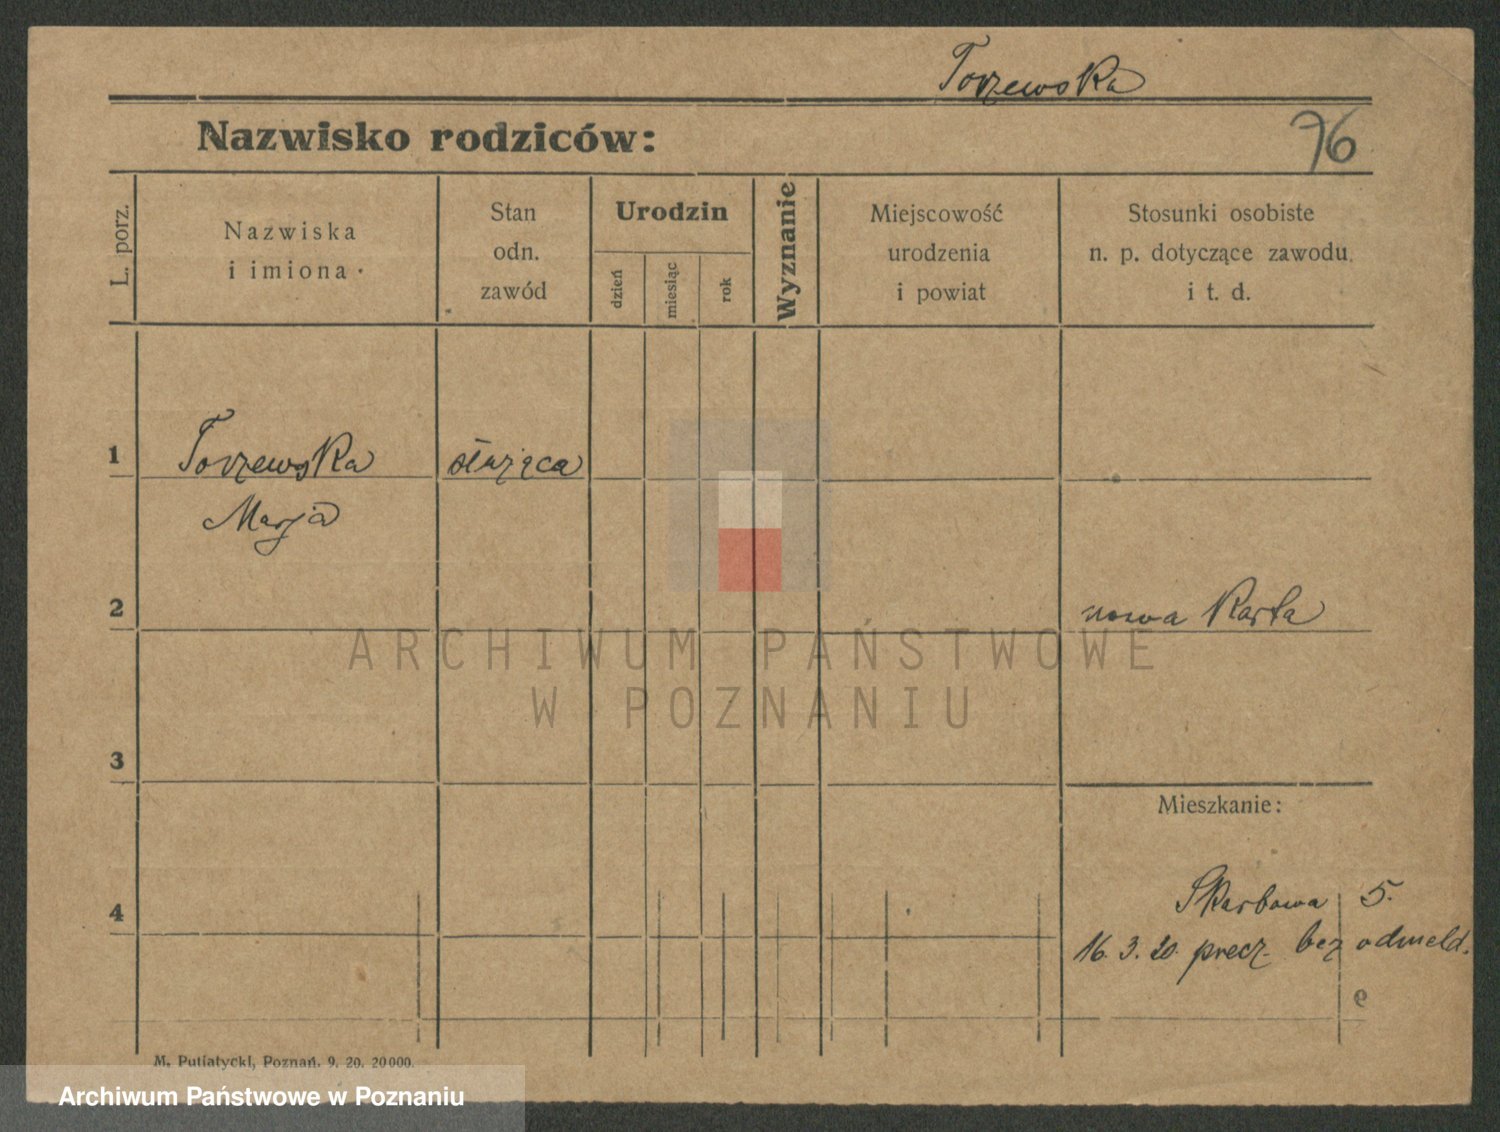 Torzewska
Nazwisko rodziców:
76
L. porz.
Nazwiska
i imiona
Stan
odn.
zawód
Urodzin
dzień
miesiąc
rok
Wyznanie
Miejscowość
urodzenia
i powiat
Stosunki osobiste
n. p. dotyczące zawodu
i t. d.
1
Torzewska
służąca
Marja
2
nowa Karta
ARCHIWUM PAŃSTWOWE
W POZNANIU
3
Mieszkanie:
4
Skarbowa 5.
16. 3. 20. precz. bez odmeld.
M. Putiatycki, Poznań. 9. 20. 20000.
Archiwum Państwowe w Poznaniu